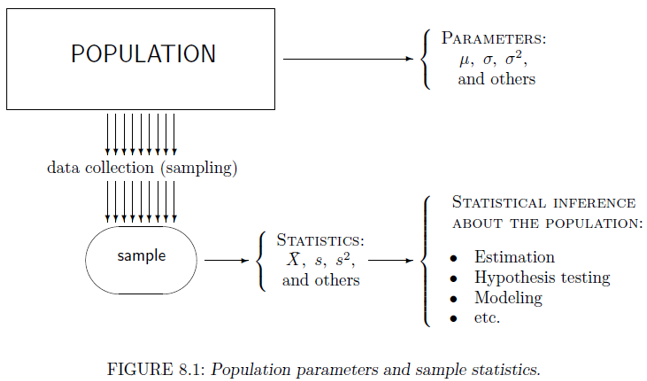 POPULATION
PARAMETERS:
μ, σ, σ²,
and others
data collection (sampling)
sample
STATISTICS:
X̄, s, s²,
and others
STATISTICAL INFERENCE
ABOUT THE POPULATION:
• Estimation
• Hypothesis testing
• Modeling
• etc.
FIGURE 8.1: Population parameters and sample statistics.